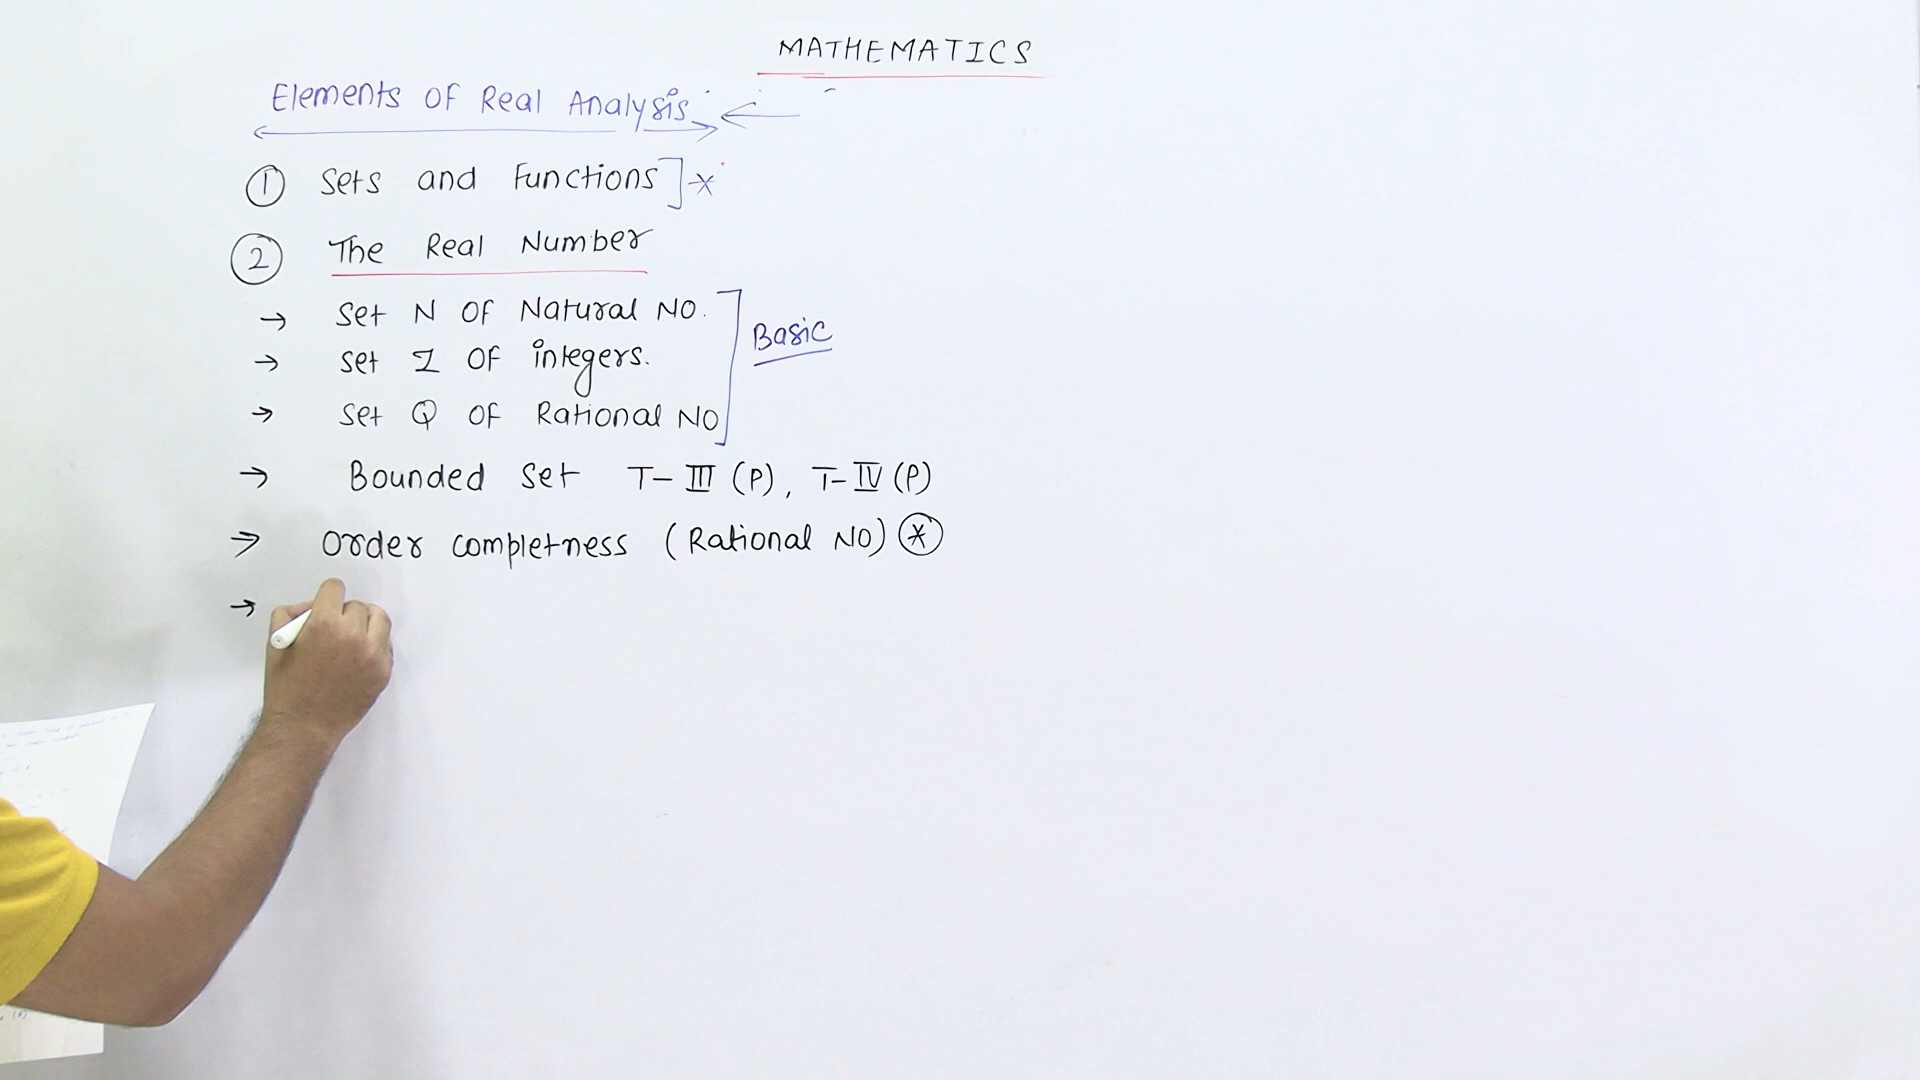 MATHEMATICS
Elements OF Real Analysis ←
① Sets and Functions ] *
② The Real Number
→ Set N OF Natural NO.
→ Set Z OF integers.
→ Set Q OF Rational NO
Basic
→ Bounded Set T-III (P), T-IV (P)
⇒ Order completness (Rational NO) ⊛
→